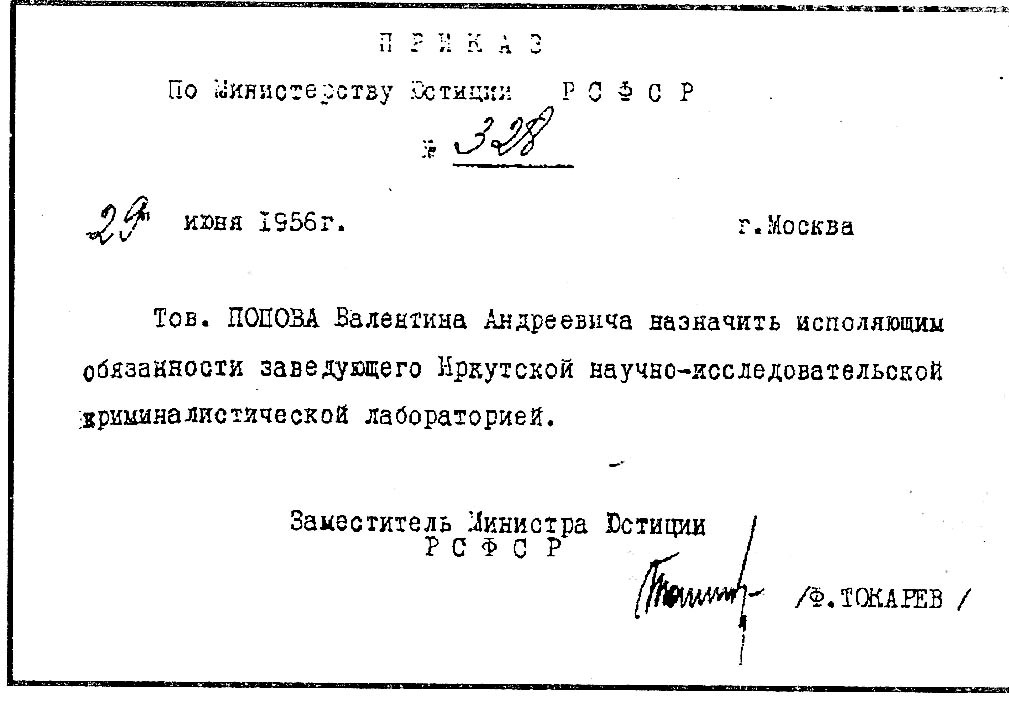 П Р И К А З
По Министерству Юстиции Р С Ф С Р
№ 328
29 июня 1956г. г.Москва
Тов. ПОПОВА Валентина Андреевича назначить исполяющим
обязанности заведующего Иркутской научно-исследовательской
криминалистической лабораторией.
Заместитель Министра Юстиции
Р С Ф С Р
/Ф.ТОКАРЕВ /